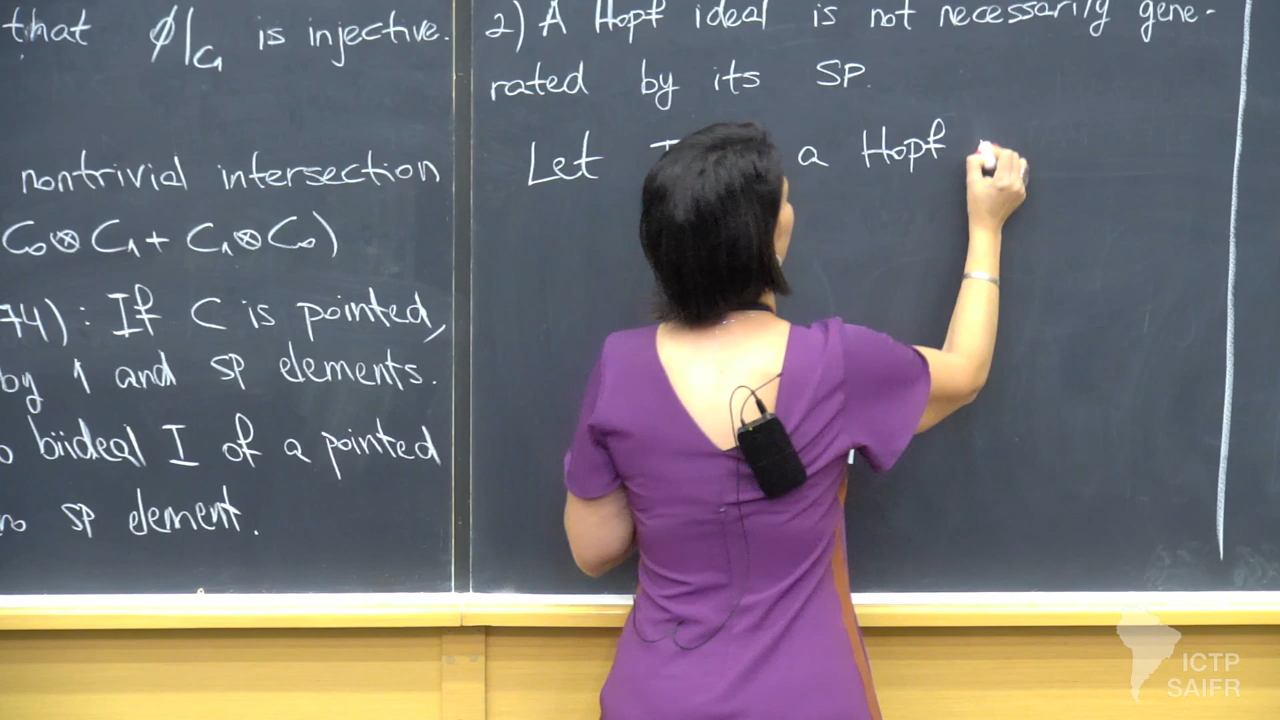 that ϕ|_{C_1} is injective.
nontrivial intersection
C₀⊗C₁ + C₁⊗C₀)
74): If C is pointed,
by 1 and SP elements.
biideal I of a pointed
no SP element.
2) A Hopf ideal is not necessarily gene-
rated by its SP.
Let a Hopf
ICTP
SAIFR